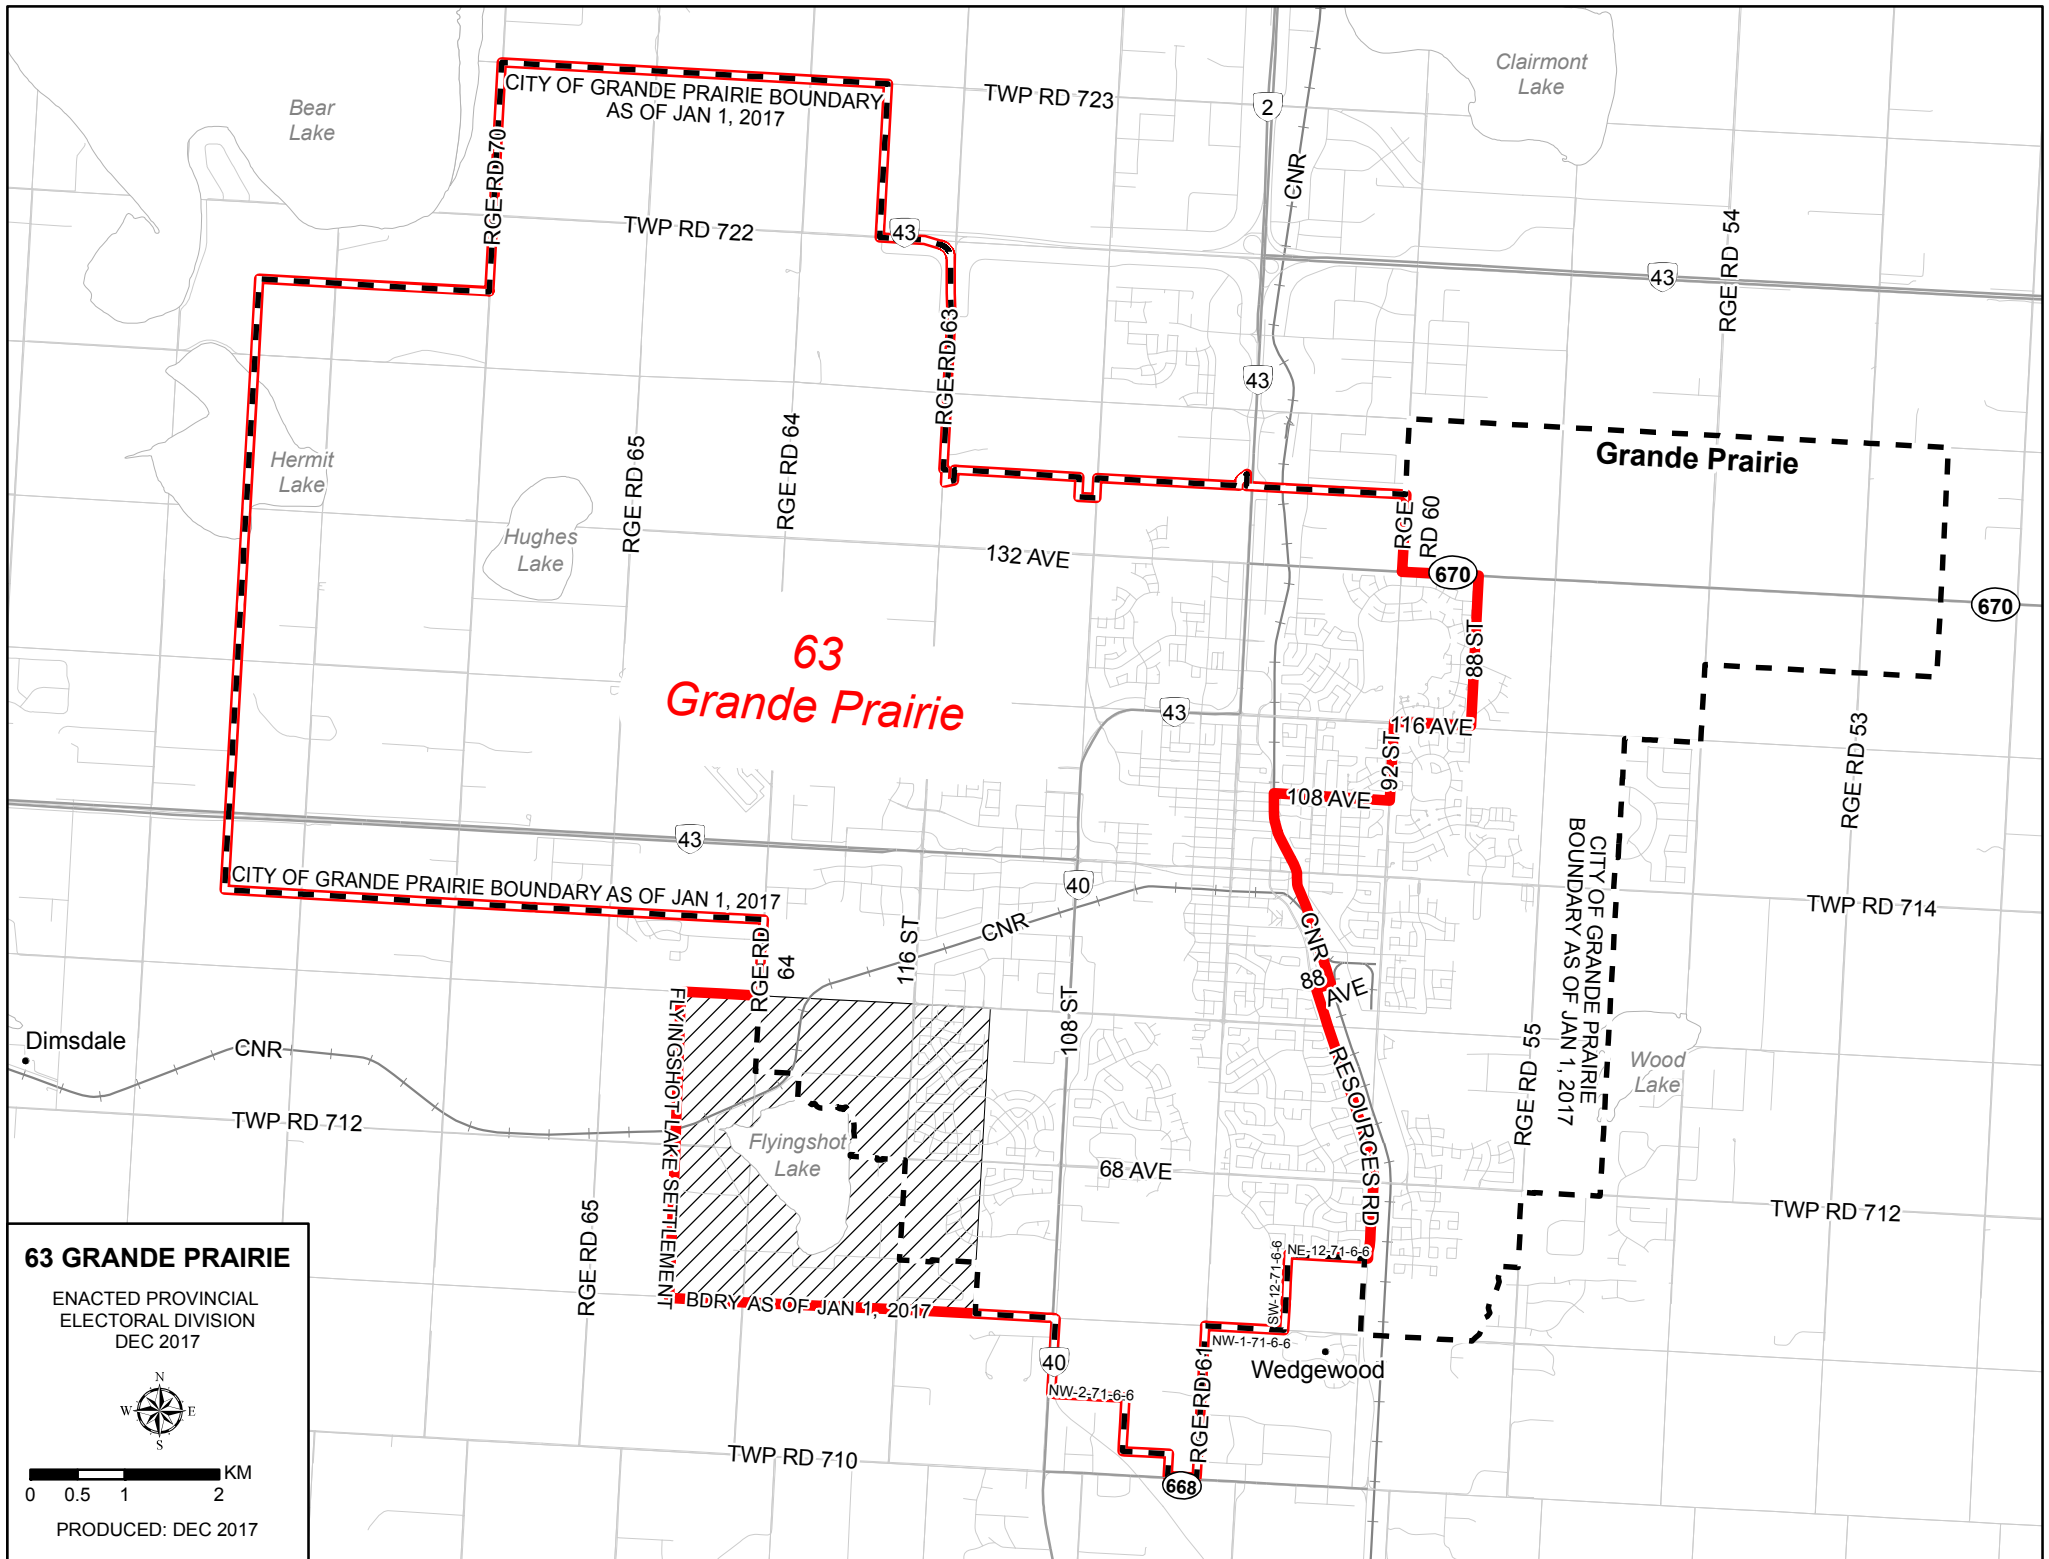 Clairmont
Lake
Bear
Lake
CITY OF GRANDE PRAIRIE BOUNDARY
AS OF JAN 1, 2017
TWP RD 723
2
CNR
RGE RD 70
TWP RD 722
43
43
RGE RD 54
RGE RD 63
43
Hermit
Lake
RGE RD 65
RGE RD 64
Grande Prairie
Hughes
Lake
132 AVE
RGE
RD 60
670
670
63
Grande Prairie
88 ST
43
116 AVE
92 ST
108 AVE
RGE RD 53
43
CITY OF GRANDE PRAIRIE BOUNDARY AS OF JAN 1, 2017
40
CITY OF GRANDE PRAIRIE
BOUNDARY AS OF JAN 1, 2017
TWP RD 714
RGE RD
64
116 ST
CNR
CNR
88
AVE
FLYINGSHOT LAKE SETTLEMENT
108 ST
Dimsdale
CNR
RESOURCES RD
RGE RD 55
Wood
Lake
TWP RD 712
Flyingshot
Lake
68 AVE
TWP RD 712
RGE RD 65
BDRY AS OF JAN 1, 2017
SW-12-71-6-6
NE-12-71-6-6
NW-1-71-6-6
Wedgewood
40
NW-2-71-6-6
RGE RD 61
TWP RD 710
668
63 GRANDE PRAIRIE
ENACTED PROVINCIAL
ELECTORAL DIVISION
DEC 2017
N
W E
S
KM
0 0.5 1 2
PRODUCED: DEC 2017